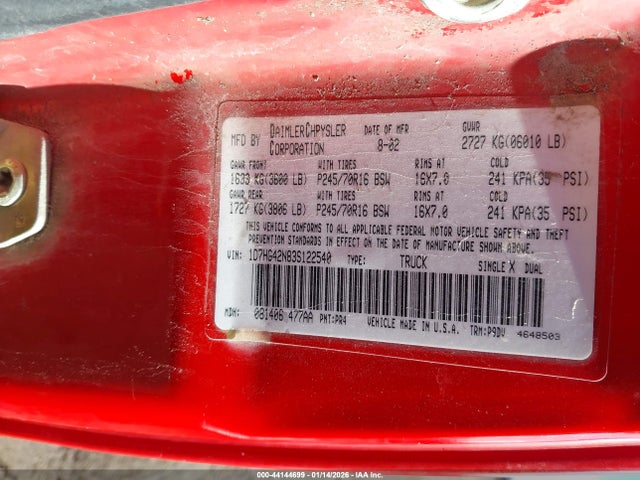 MFD BY DAIMLERCHRYSLER CORPORATION DATE OF MFR 8-02 GVWR 2727 KG(06010 LB)
GAWR FRONT WITH TIRES RIMS AT COLD
1633 KG(3600 LB) P245/70R16 BSW 16X7.0 241 KPA(35 PSI)
GAWR REAR WITH TIRES RIMS AT COLD
1727 KG(3806 LB) P245/70R16 BSW 16X7.0 241 KPA(35 PSI)
THIS VEHICLE CONFORMS TO ALL APPLICABLE FEDERAL MOTOR VEHICLE SAFETY AND THEFT
PREVENTION STANDARDS IN EFFECT ON THE DATE OF MANUFACTURE SHOWN ABOVE.
VIN: 1D7HG42N83S122540 TYPE: TRUCK SINGLE X DUAL
MDH: 081406 477AA PNT:PR4 VEHICLE MADE IN U.S.A. TRM:P9DV 4648503
000-44144699 - 01/14/2026 - IAA Inc.